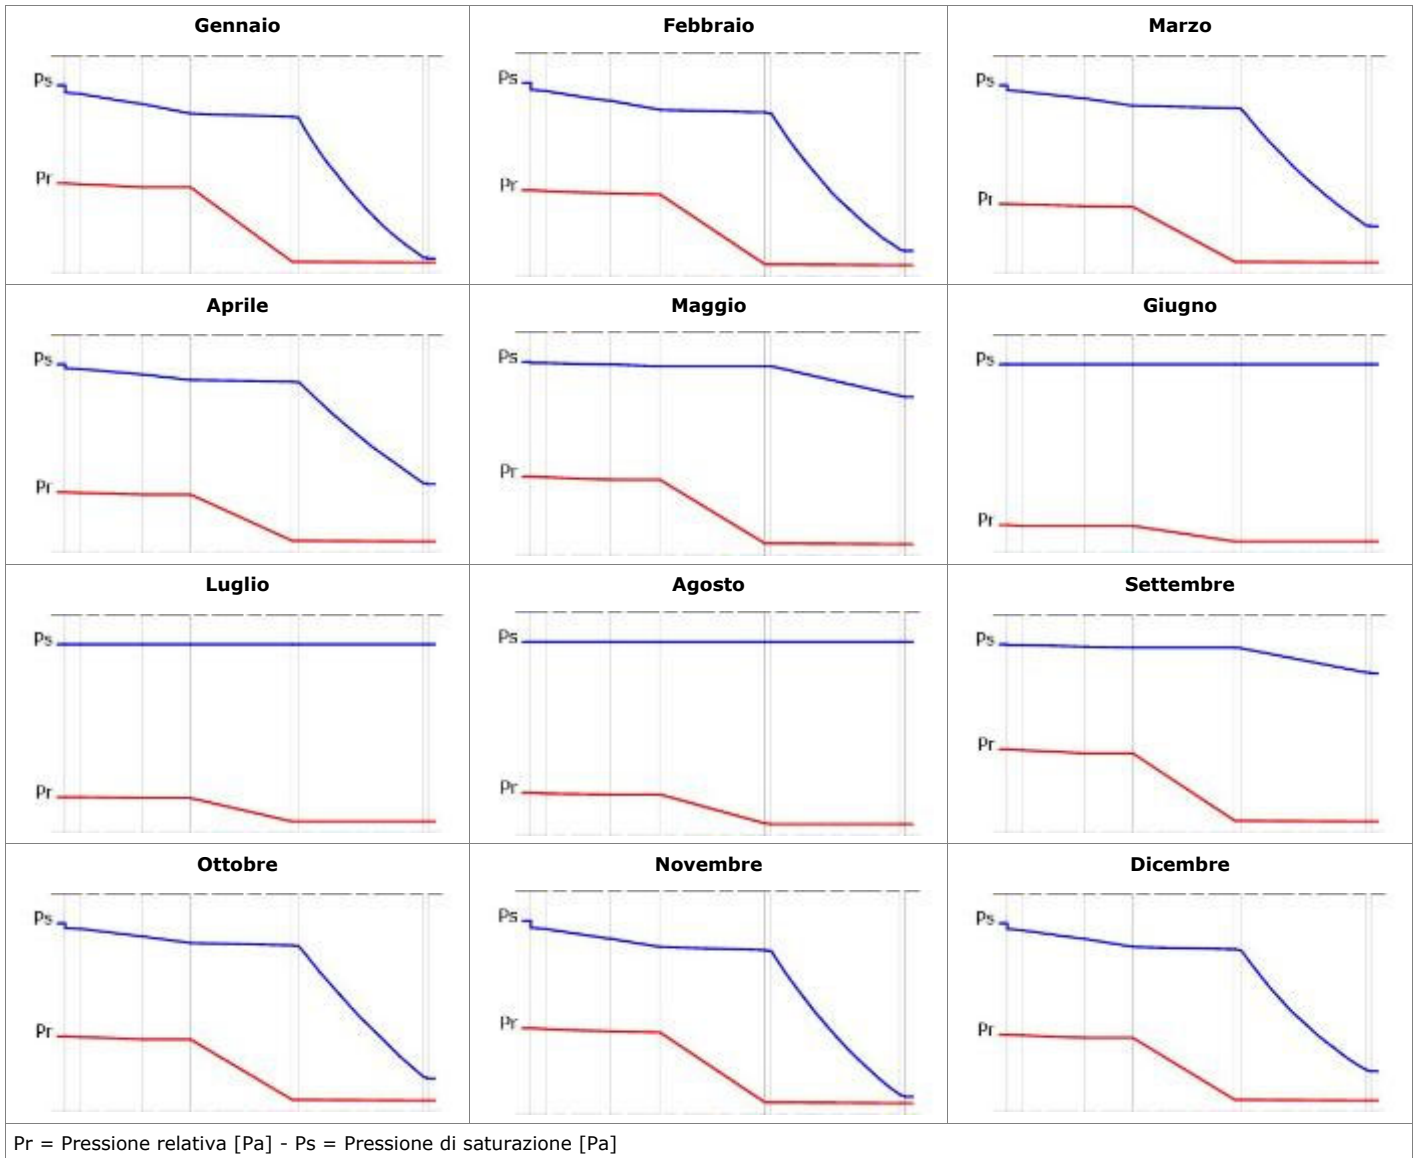 Gennaio Febbraio Marzo
Ps Ps Ps
Pr Pr Pr
Aprile Maggio Giugno
Ps Ps Ps
Pr Pr Pr
Luglio Agosto Settembre
Ps Ps Ps
Pr Pr Pr
Ottobre Novembre Dicembre
Ps Ps Ps
Pr Pr Pr
Pr = Pressione relativa [Pa] - Ps = Pressione di saturazione [Pa]